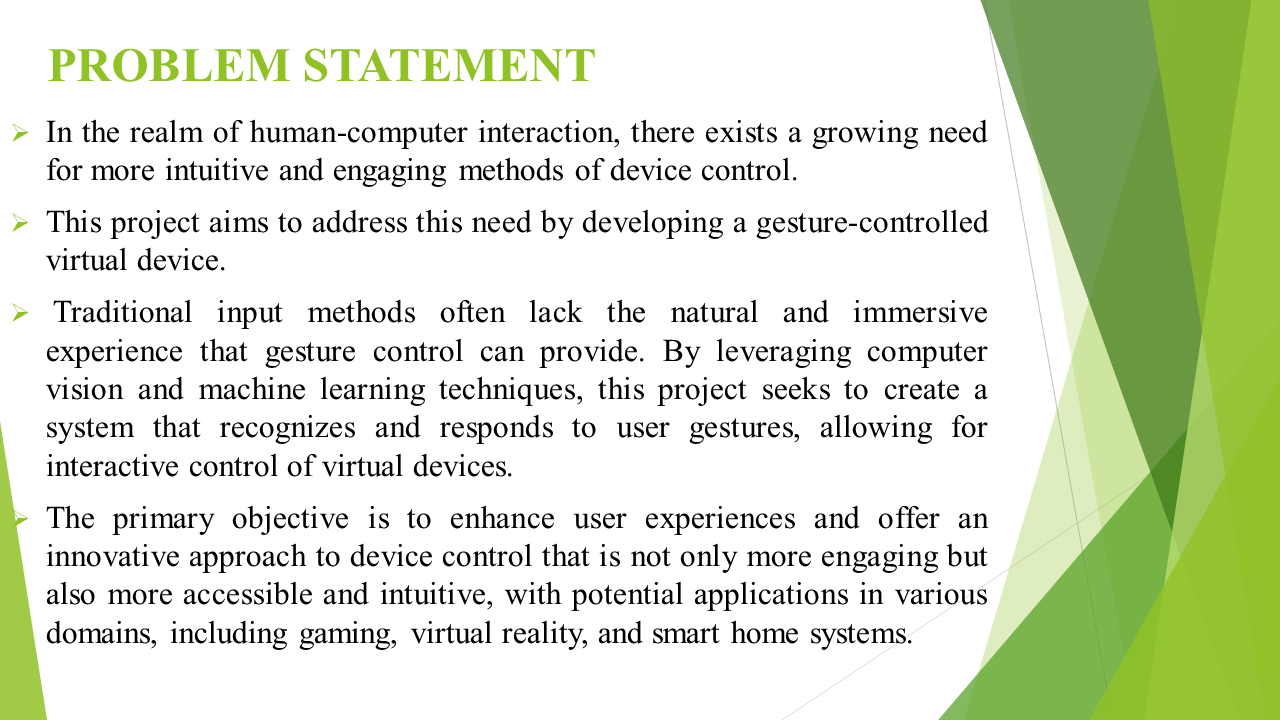 PROBLEM STATEMENT
➢ In the realm of human-computer interaction, there exists a growing need
for more intuitive and engaging methods of device control.
➢ This project aims to address this need by developing a gesture-controlled
virtual device.
➢ Traditional input methods often lack the natural and immersive
experience that gesture control can provide. By leveraging computer
vision and machine learning techniques, this project seeks to create a
system that recognizes and responds to user gestures, allowing for
interactive control of virtual devices.
➢ The primary objective is to enhance user experiences and offer an
innovative approach to device control that is not only more engaging but
also more accessible and intuitive, with potential applications in various
domains, including gaming, virtual reality, and smart home systems.